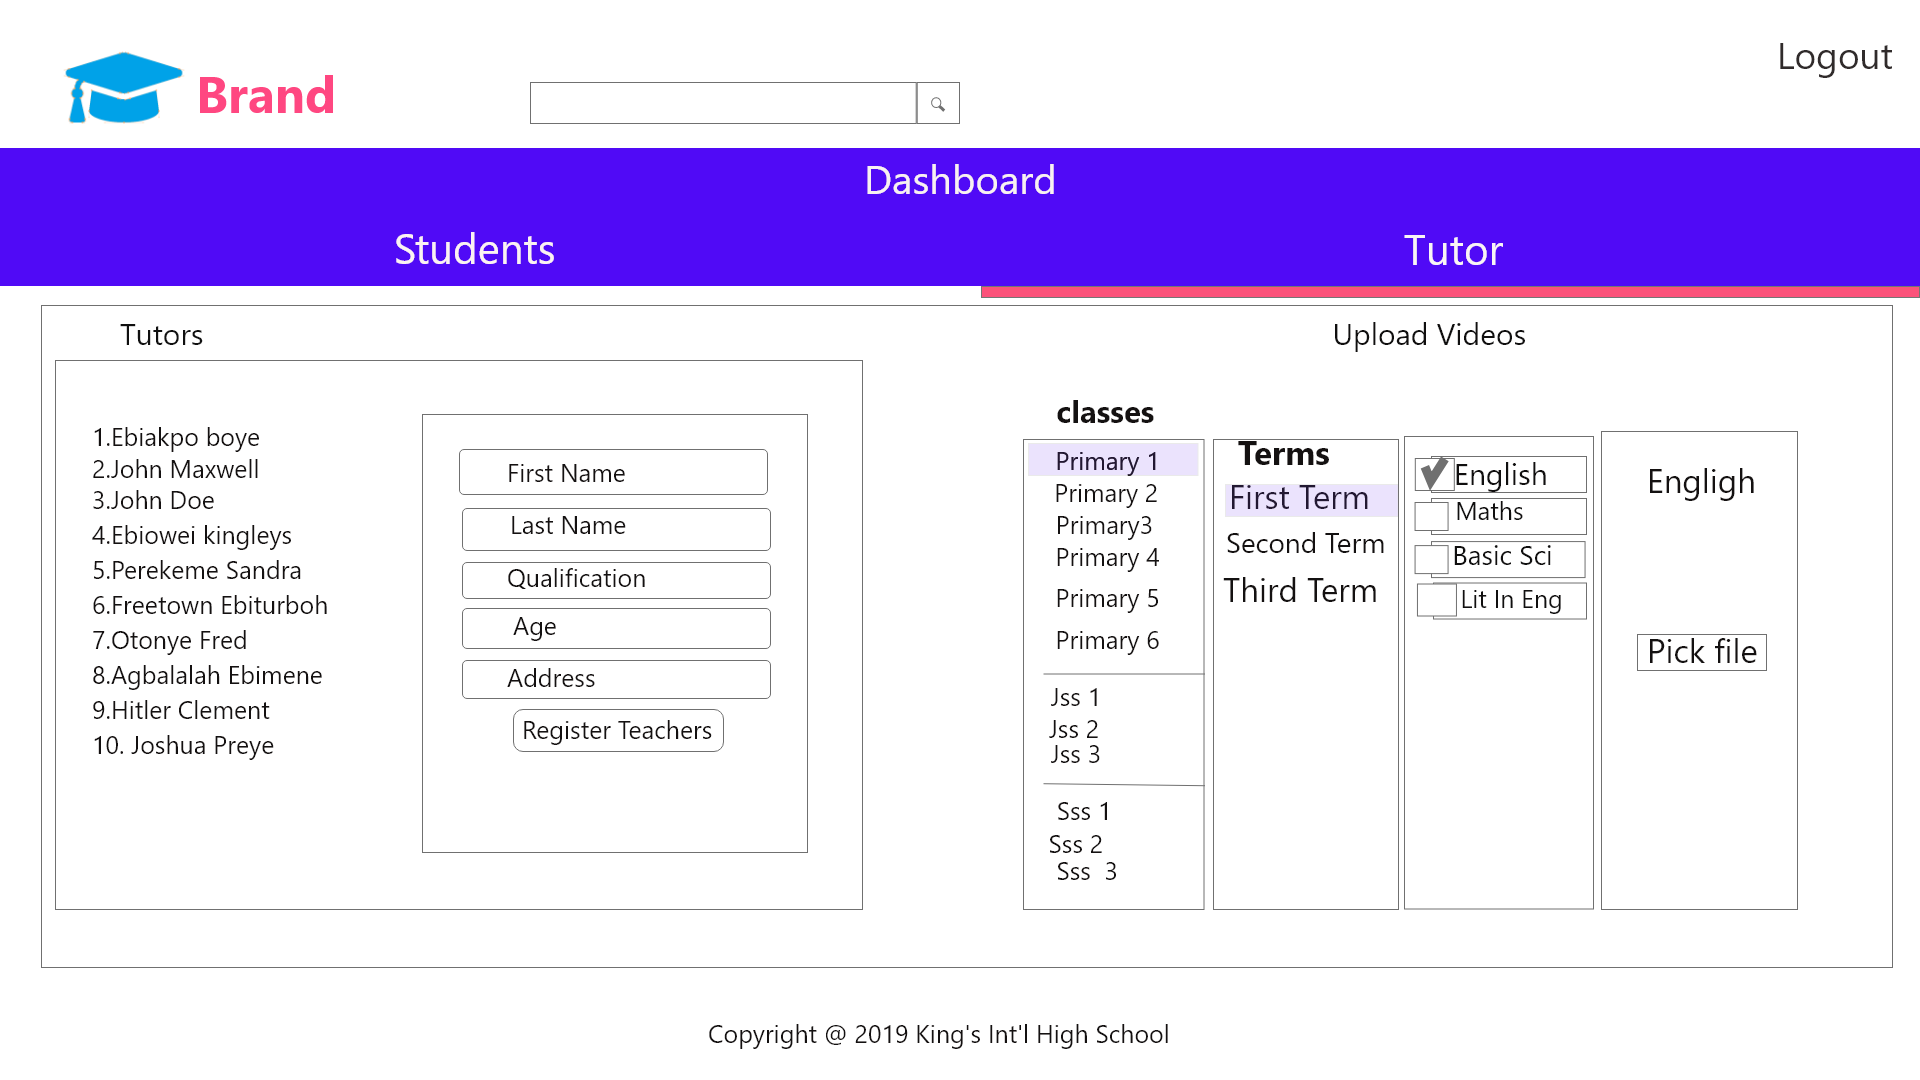 Logout
Brand
Dashboard
Students
Tutor
Tutors
1.Ebiakpo boye
2.John Maxwell
3.John Doe
4.Ebiowei kingleys
5.Perekeme Sandra
6.Freetown Ebiturboh
7.Otonye Fred
8.Agbalalah Ebimene
9.Hitler Clement
10. Joshua Preye
First Name
Last Name
Qualification
Age
Address
Register Teachers
Upload Videos
classes
Primary 1
Primary 2
Primary3
Primary 4
Primary 5
Primary 6
Jss 1
Jss 2
Jss 3
Sss 1
Sss 2
Sss 3
Terms
First Term
Second Term
Third Term
English
Maths
Basic Sci
Lit In Eng
Engligh
Pick file
Copyright @ 2019 King's Int'l High School